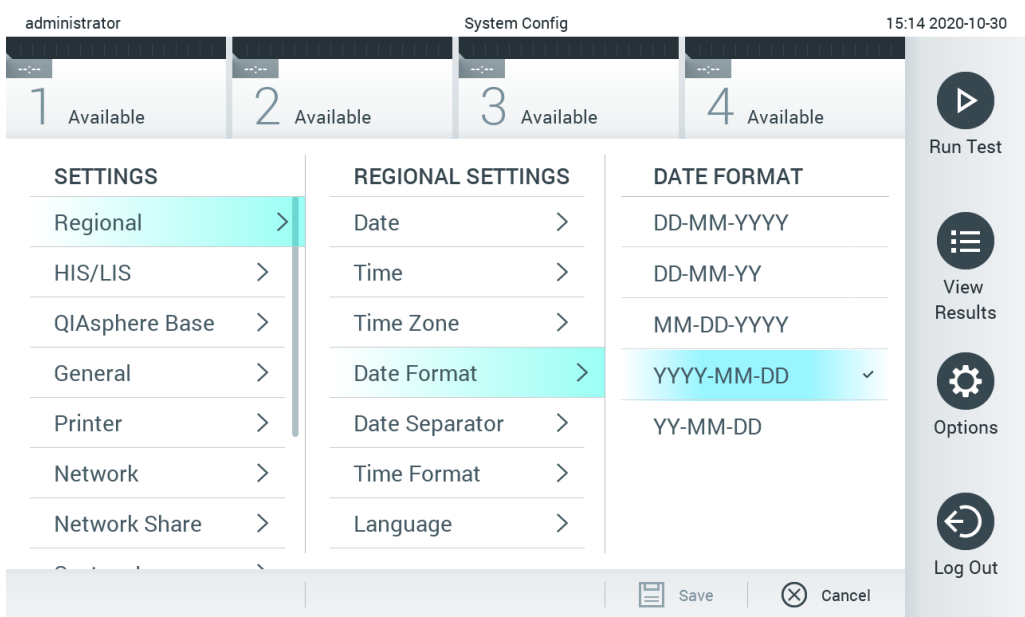 administrator System Config 15:14 2020-10-30
--:-- --:-- --:-- --:--
1 Available 2 Available 3 Available 4 Available
Run Test
SETTINGS REGIONAL SETTINGS DATE FORMAT
Regional Date DD-MM-YYYY
HIS/LIS Time DD-MM-YY
QIAsphere Base Time Zone MM-DD-YYYY
General Date Format YYYY-MM-DD
Printer Date Separator YY-MM-DD
Network Time Format
Network Share Language
View
Results
Options
Log Out
Save Cancel